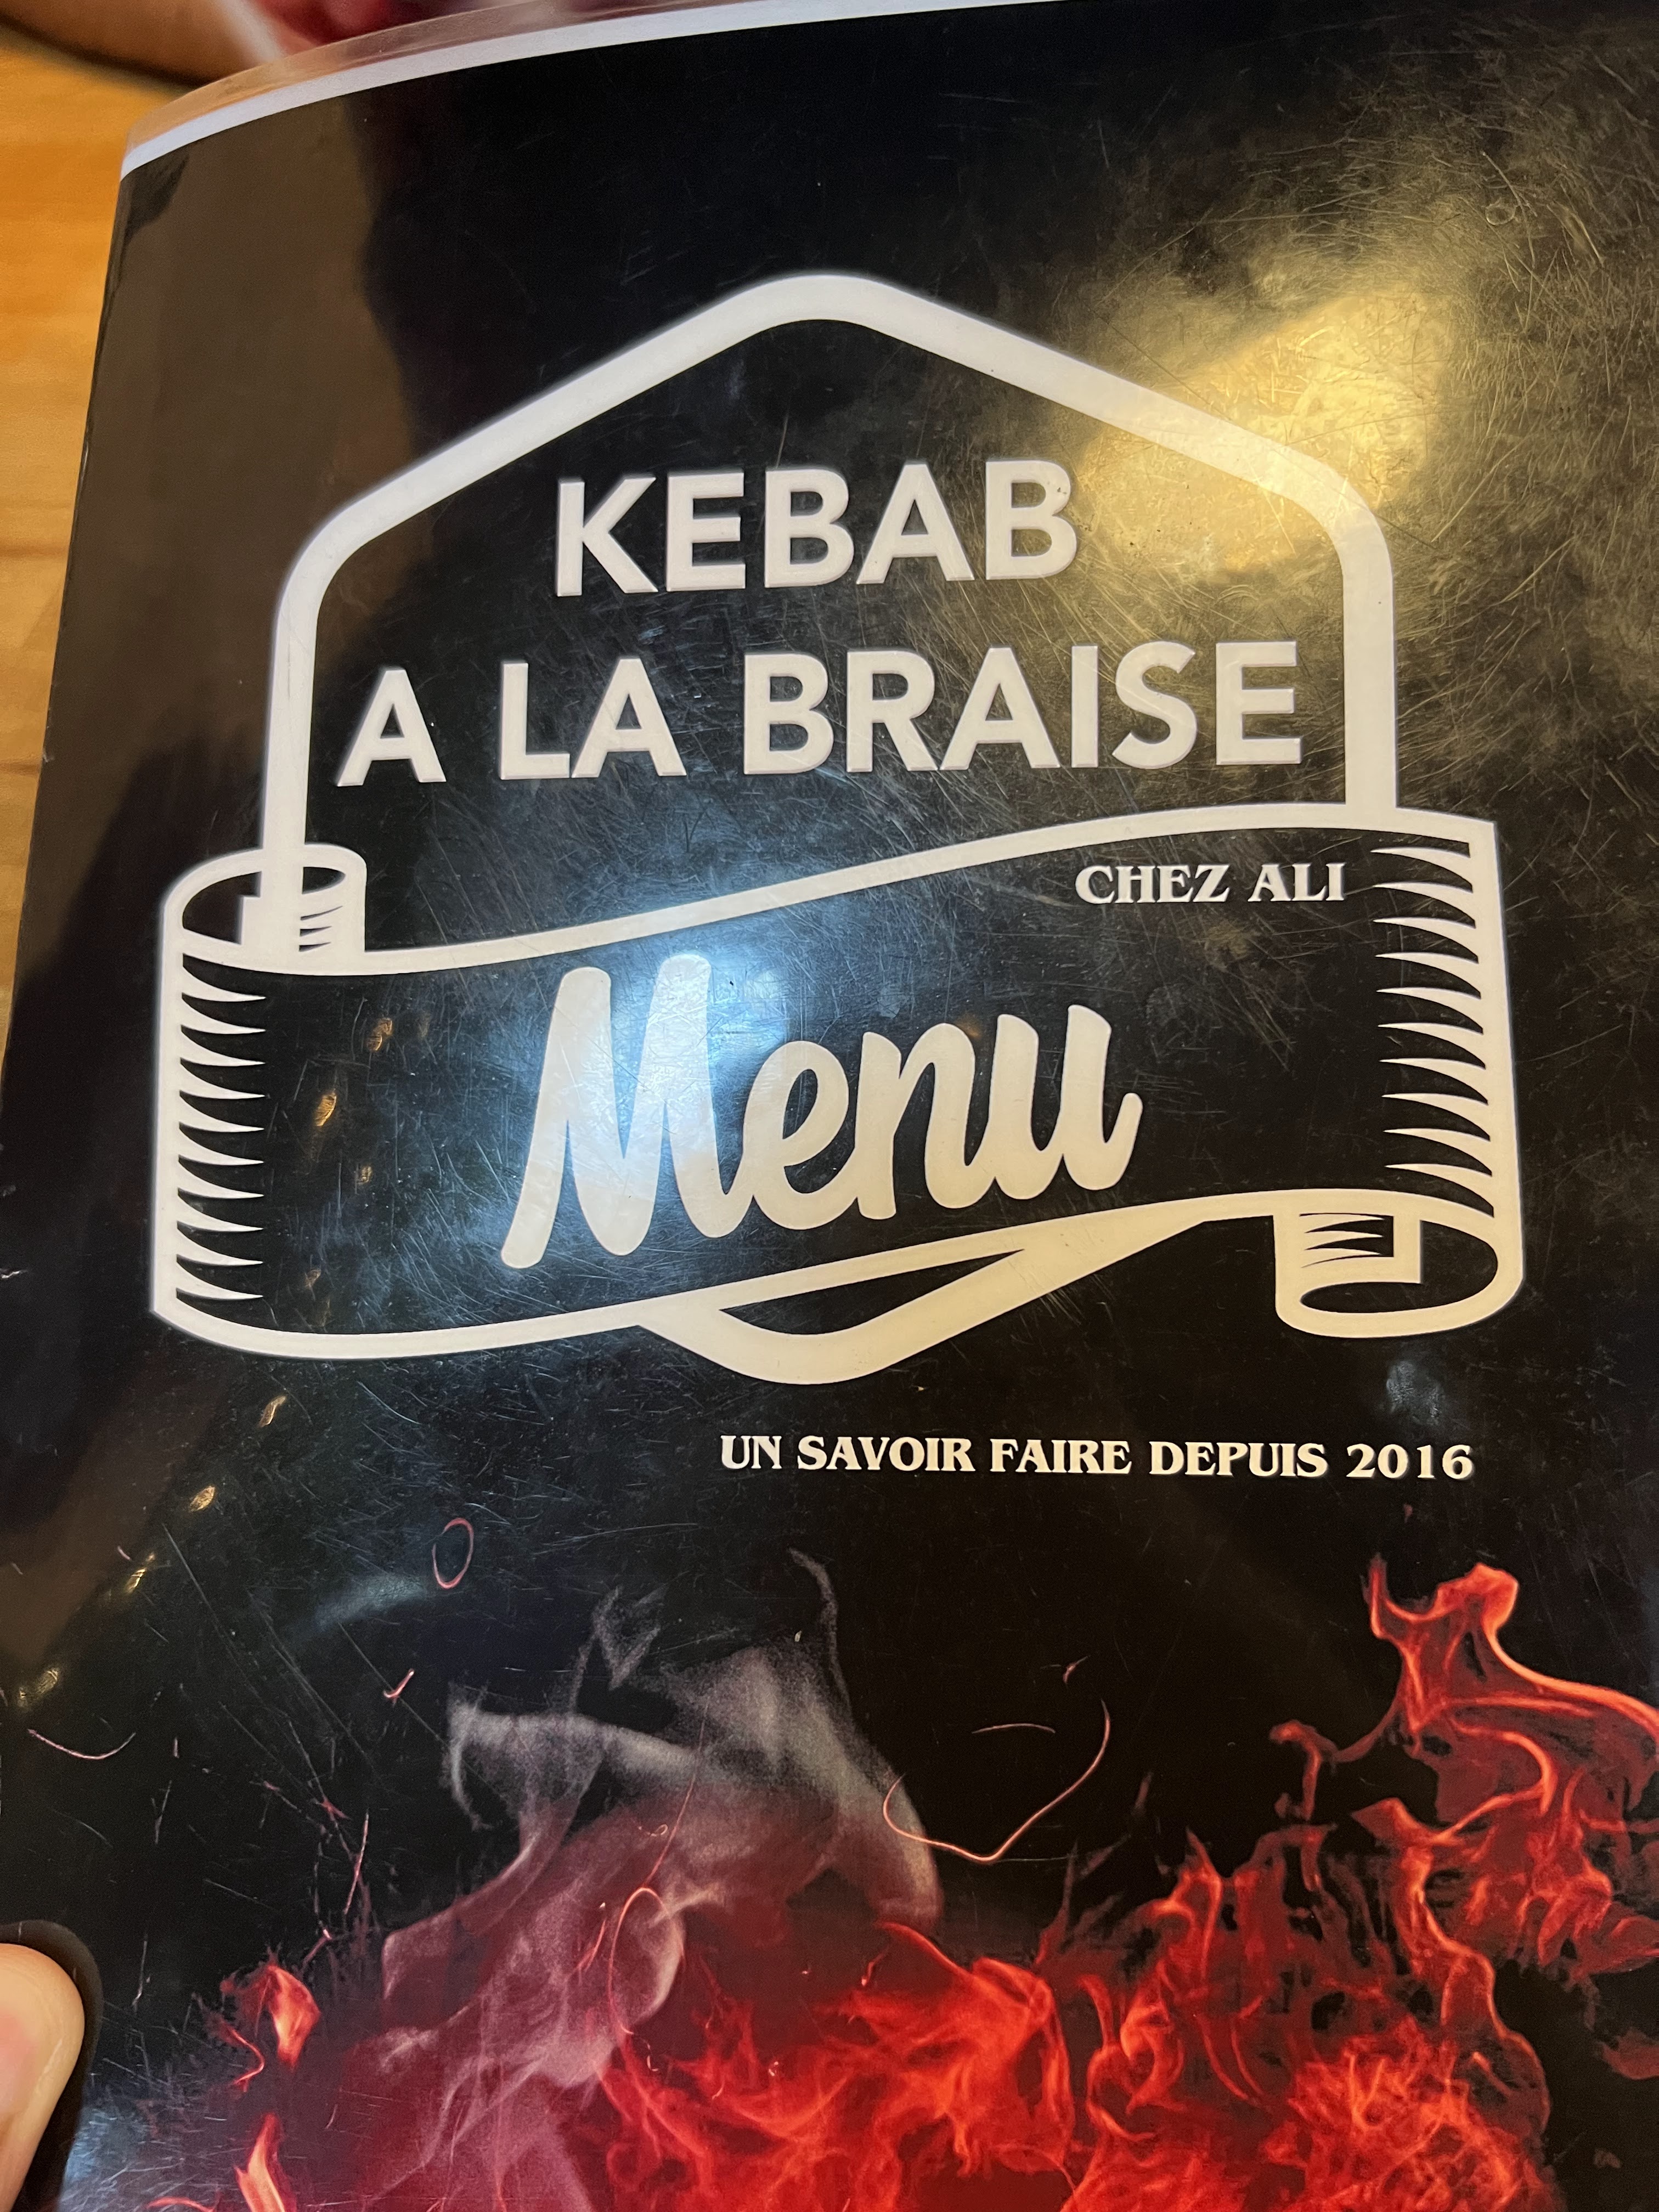 KEBAB
A LA BRAISE
CHEZ ALI
Menu
UN SAVOIR FAIRE DEPUIS 2016